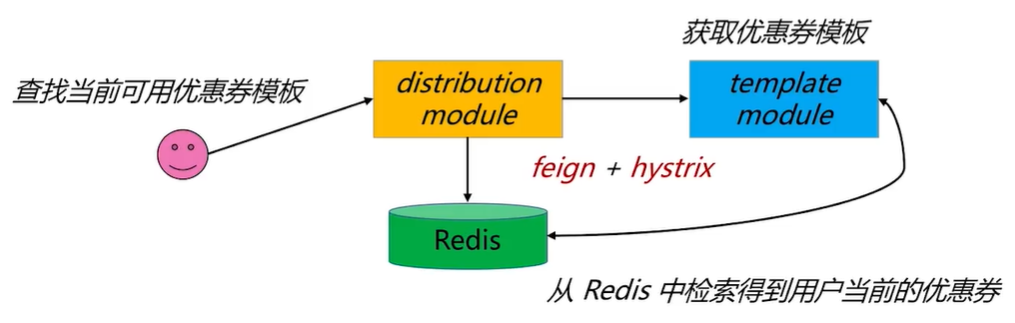 获取优惠券模板
查找当前可用优惠券模板
distribution
module
template
module
feign + hystrix
Redis
从 Redis 中检索得到用户当前的优惠券